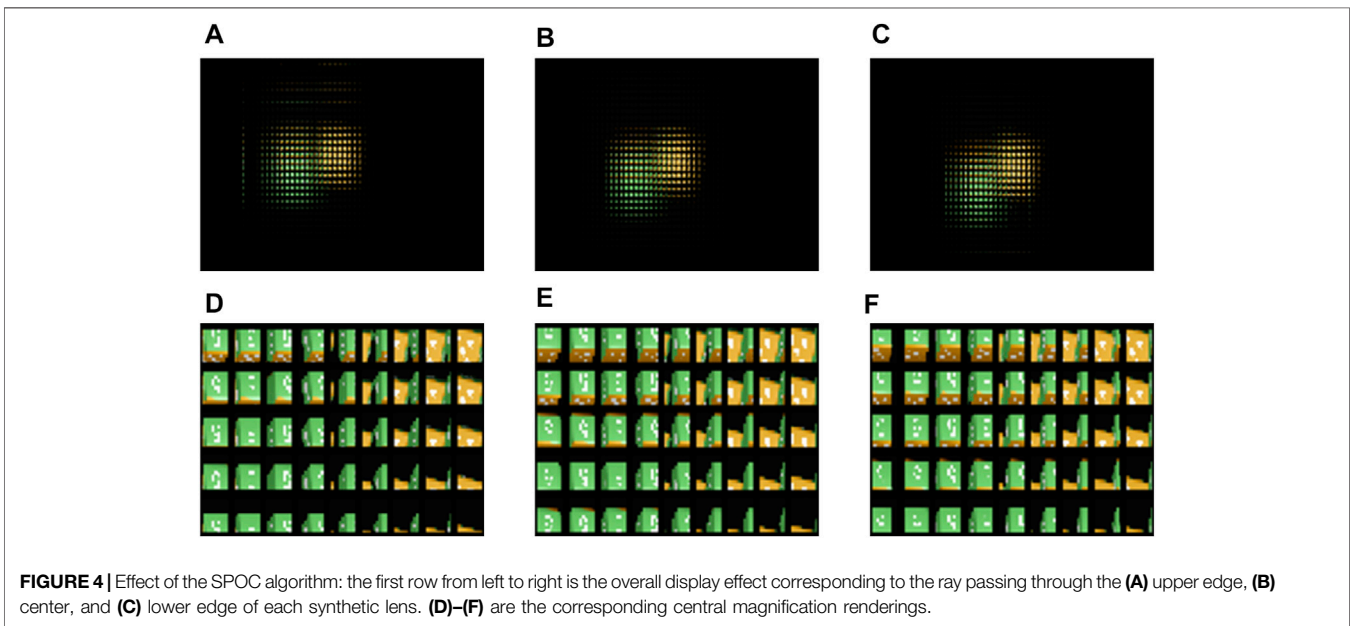 A
B
C
D
E
F
FIGURE 4 | Effect of the SPOC algorithm: the first row from left to right is the overall display effect corresponding to the ray passing through the (A) upper edge, (B)
center, and (C) lower edge of each synthetic lens. (D)–(F) are the corresponding central magnification renderings.